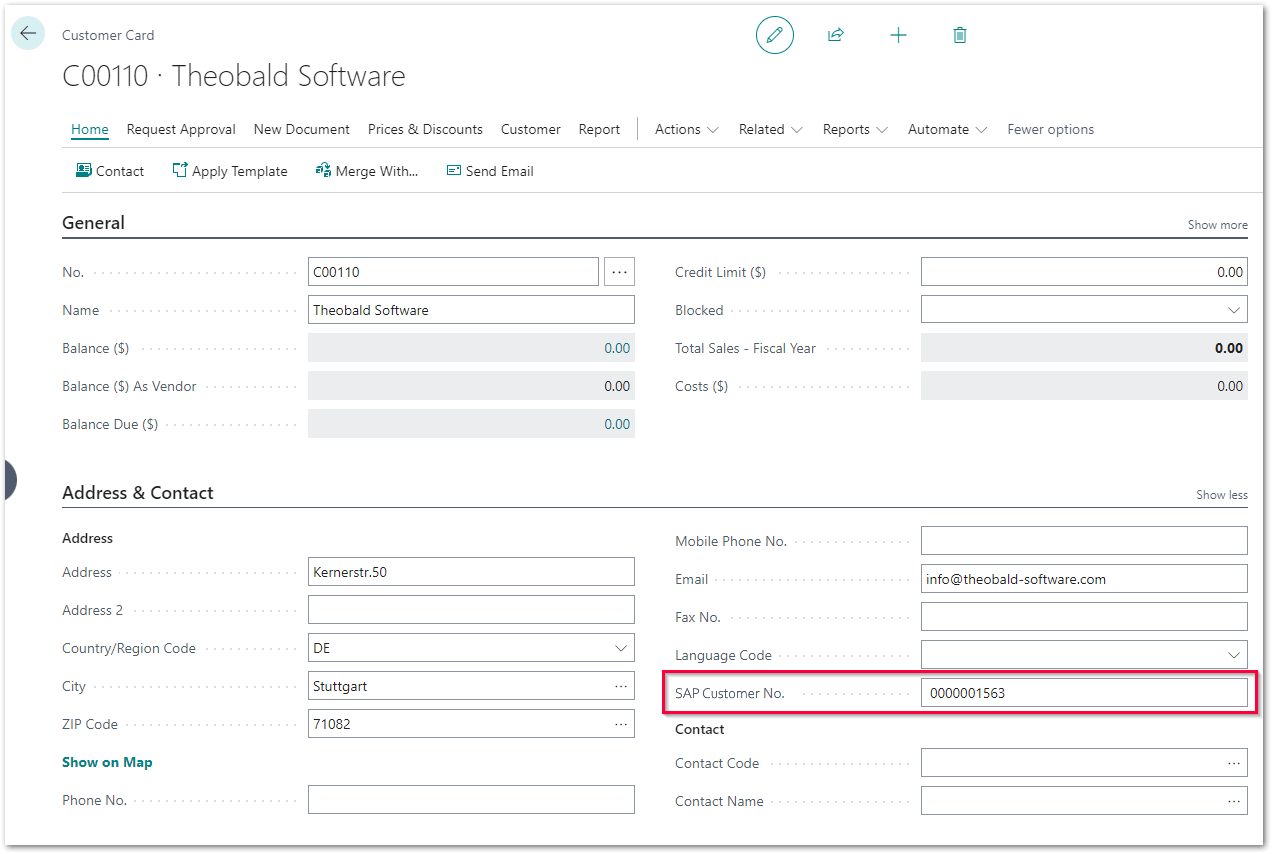 Customer Card
C00110 · Theobald Software
Home Request Approval New Document Prices & Discounts Customer Report Actions Related Reports Automate Fewer options
Contact Apply Template Merge With... Send Email
General Show more
No. C00110 ...
Name Theobald Software
Balance ($) 0.00
Balance ($) As Vendor 0.00
Balance Due ($) 0.00
Credit Limit ($) 0.00
Blocked
Total Sales - Fiscal Year 0.00
Costs ($) 0.00
Address & Contact Show less
Address
Address Kernerstr.50
Address 2
Country/Region Code DE
City Stuttgart ...
ZIP Code 71082 ...
Show on Map
Phone No.
Mobile Phone No.
Email info@theobald-software.com
Fax No.
Language Code
SAP Customer No. 0000001563
Contact
Contact Code ...
Contact Name ...